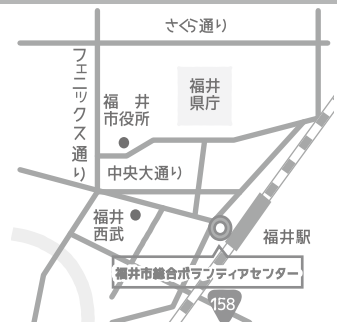 さくら通り
フェニックス通り
福井
県庁
福井
市役所
中央大通り
福井
西武
福井駅
福井市総合ボランティアセンター
158